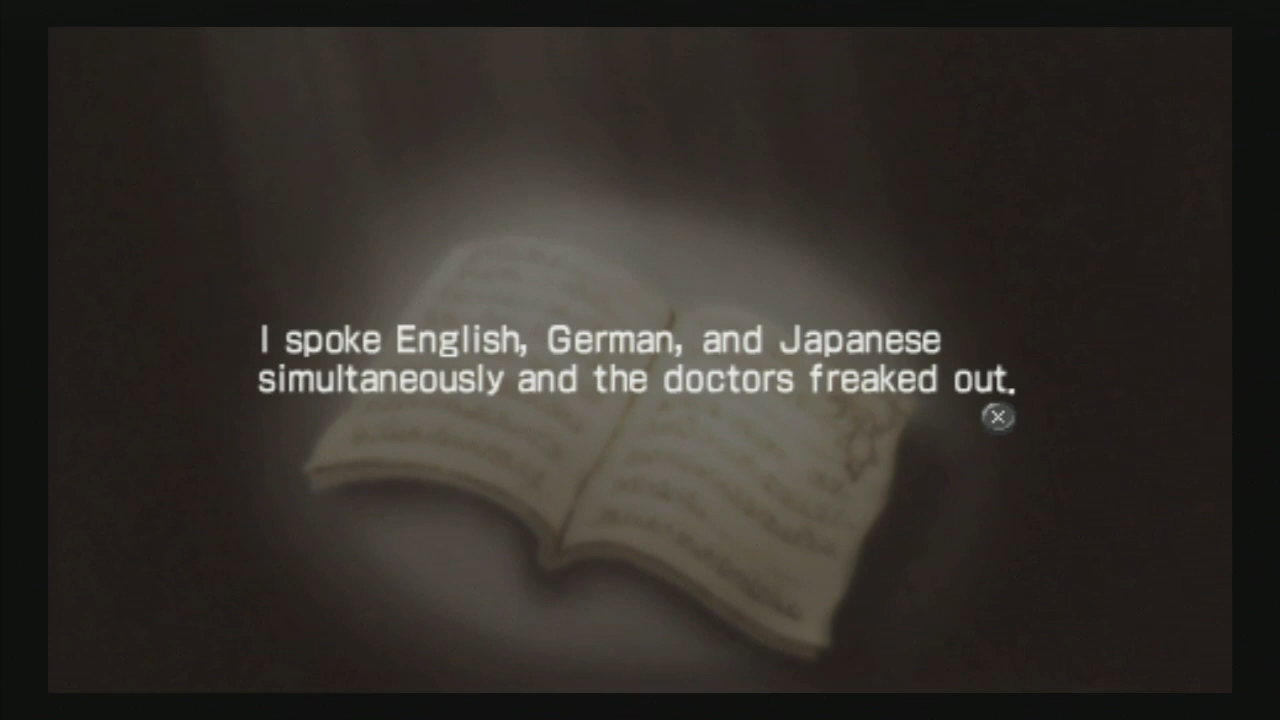 I spoke English, German, and Japanese
simultaneously and the doctors freaked out.